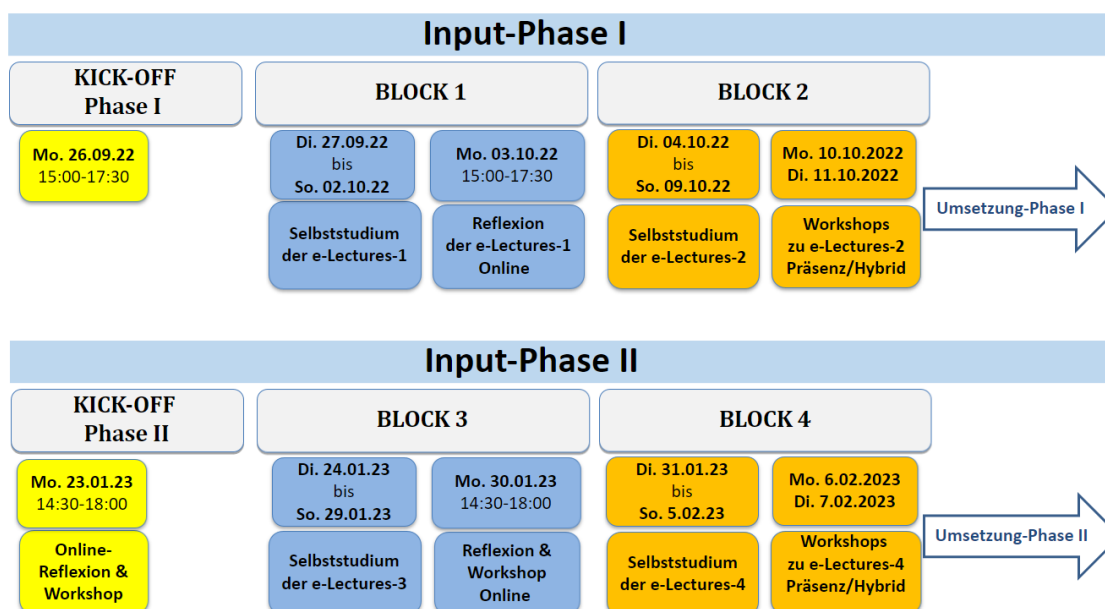 Input-Phase I
KICK-OFF
Phase I
BLOCK 1
BLOCK 2
Mo. 26.09.22
15:00-17:30
Di. 27.09.22
bis
So. 02.10.22
Mo. 03.10.22
15:00-17:30
Di. 04.10.22
bis
So. 09.10.22
Mo. 10.10.2022
Di. 11.10.2022
Selbststudium
der e-Lectures-1
Reflexion
der e-Lectures-1
Online
Selbststudium
der e-Lectures-2
Workshops
zu e-Lectures-2
Präsenz/Hybrid
Umsetzung-Phase I
Input-Phase II
KICK-OFF
Phase II
BLOCK 3
BLOCK 4
Mo. 23.01.23
14:30-18:00
Di. 24.01.23
bis
So. 29.01.23
Mo. 30.01.23
14:30-18:00
Di. 31.01.23
bis
So. 5.02.23
Mo. 6.02.2023
Di. 7.02.2023
Online-
Reflexion &
Workshop
Selbststudium
der e-Lectures-3
Reflexion &
Workshop
Online
Selbststudium
der e-Lectures-4
Workshops
zu e-Lectures-4
Präsenz/Hybrid
Umsetzung-Phase II